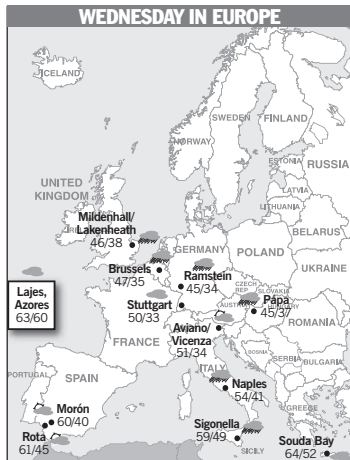 WEDNESDAY IN EUROPE
ICELAND
SWEDEN
FINLAND
NORWAY
ESTONIA
RUSSIA
LATVIA
LITHUANIA
UNITED
KINGDOM
BELARUS
Mildenhall/
Lakenheath
46/38
GERMANY
POLAND
Brussels
47/35
Ramstein
45/34
UKRAINE
Lajes,
Azores
63/60
CZECH
REP.
SLOVAKIA
Stuttgart
50/33
Pápa
45/37
HUNGARY
Aviano/
Vicenza
51/34
ROMANIA
FRANCE
BOSNIA
SERBIA
BULGARIA
ITALY
PORTUGAL
SPAIN
Naples
54/41
Morón
60/40
Rota
61/45
Sigonella
59/49
GREECE
SICILY
Souda Bay
64/52